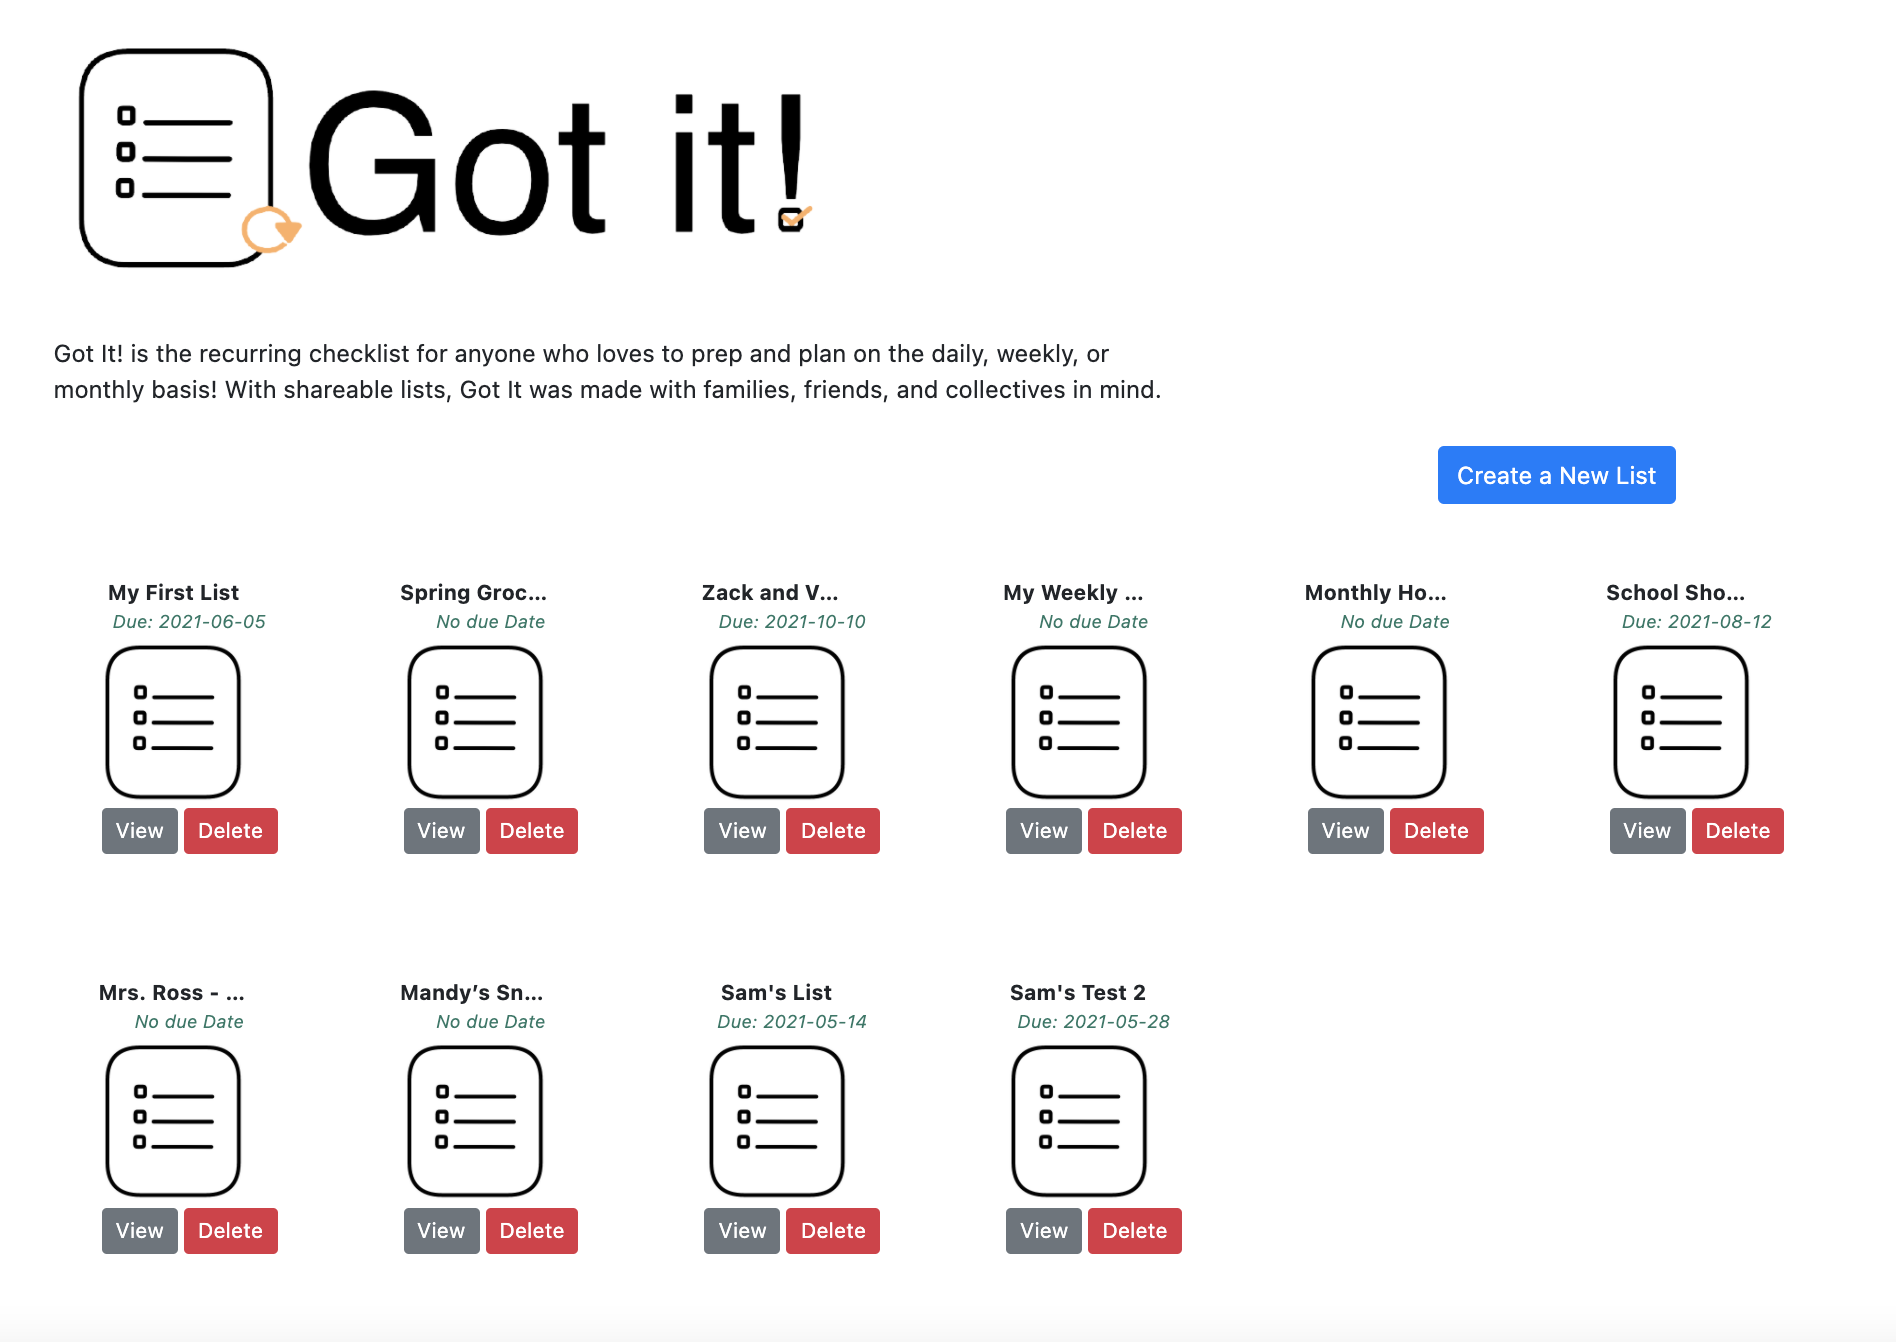 Got it!
Got It! is the recurring checklist for anyone who loves to prep and plan on the daily, weekly, or
monthly basis! With shareable lists, Got It was made with families, friends, and collectives in mind.
Create a New List
My First List
Due: 2021-06-05
View Delete
Spring Groc...
No due Date
View Delete
Zack and V...
Due: 2021-10-10
View Delete
My Weekly ...
No due Date
View Delete
Monthly Ho...
No due Date
View Delete
School Sho...
Due: 2021-08-12
View Delete
Mrs. Ross - ...
No due Date
View Delete
Mandy’s Sn...
No due Date
View Delete
Sam's List
Due: 2021-05-14
View Delete
Sam's Test 2
Due: 2021-05-28
View Delete